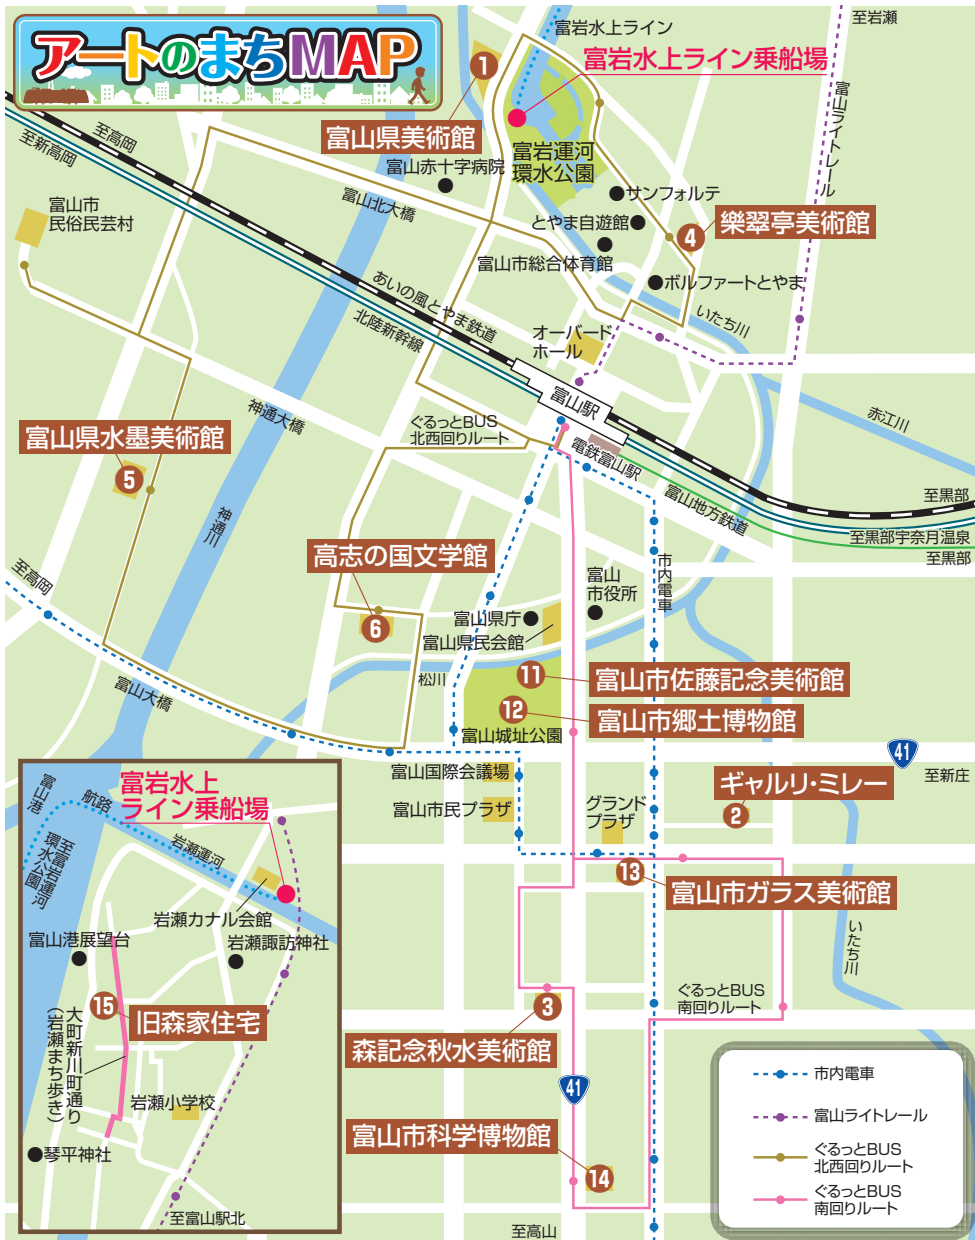 アートのまちMAP
富岩水上ライン
至岩瀬
富岩水上ライン乗船場
1
富山県美術館
富山ライトレール
至高岡
至新高岡
富山赤十字病院
富岩運河
環水公園
富山北大橋
サンフォルテ
富山市
民俗民芸村
とやま自遊館
4
樂翠亭美術館
富山市総合体育館
ボルファートとやま
あいの風とやま鉄道
北陸新幹線
いたち川
オーバード
ホール
富山駅
神通大橋
ぐるっとBUS
北西回りルート
赤江川
富山県水墨美術館
5
電鉄富山駅
富山地方鉄道
至黒部
至黒部宇奈月温泉
至黒部
神通川
高志の国文学館
至高岡
富山
市役所
市内電車
6
富山県庁
富山県民会館
松川
11
富山市佐藤記念美術館
富山大橋
12
富山市郷土博物館
富山城址公園
41
至新庄
富山国際会議場
ギャルリ・ミレー
2
富山市民プラザ
グランド
プラザ
13
富山市ガラス美術館
いたち川
ぐるっとBUS
南回りルート
3
森記念秋水美術館
41
富山市科学博物館
14
至高山
富岩水上
ライン乗船場
富山港
航路
岩瀬運河
至富岩運河
環水公園
岩瀬カナル会館
富山港展望台
岩瀬諏訪神社
15
旧森家住宅
大町新川町通り
(岩瀬まち歩き)
岩瀬小学校
琴平神社
至富山駅北
市内電車
富山ライトレール
ぐるっとBUS
北西回りルート
ぐるっとBUS
南回りルート